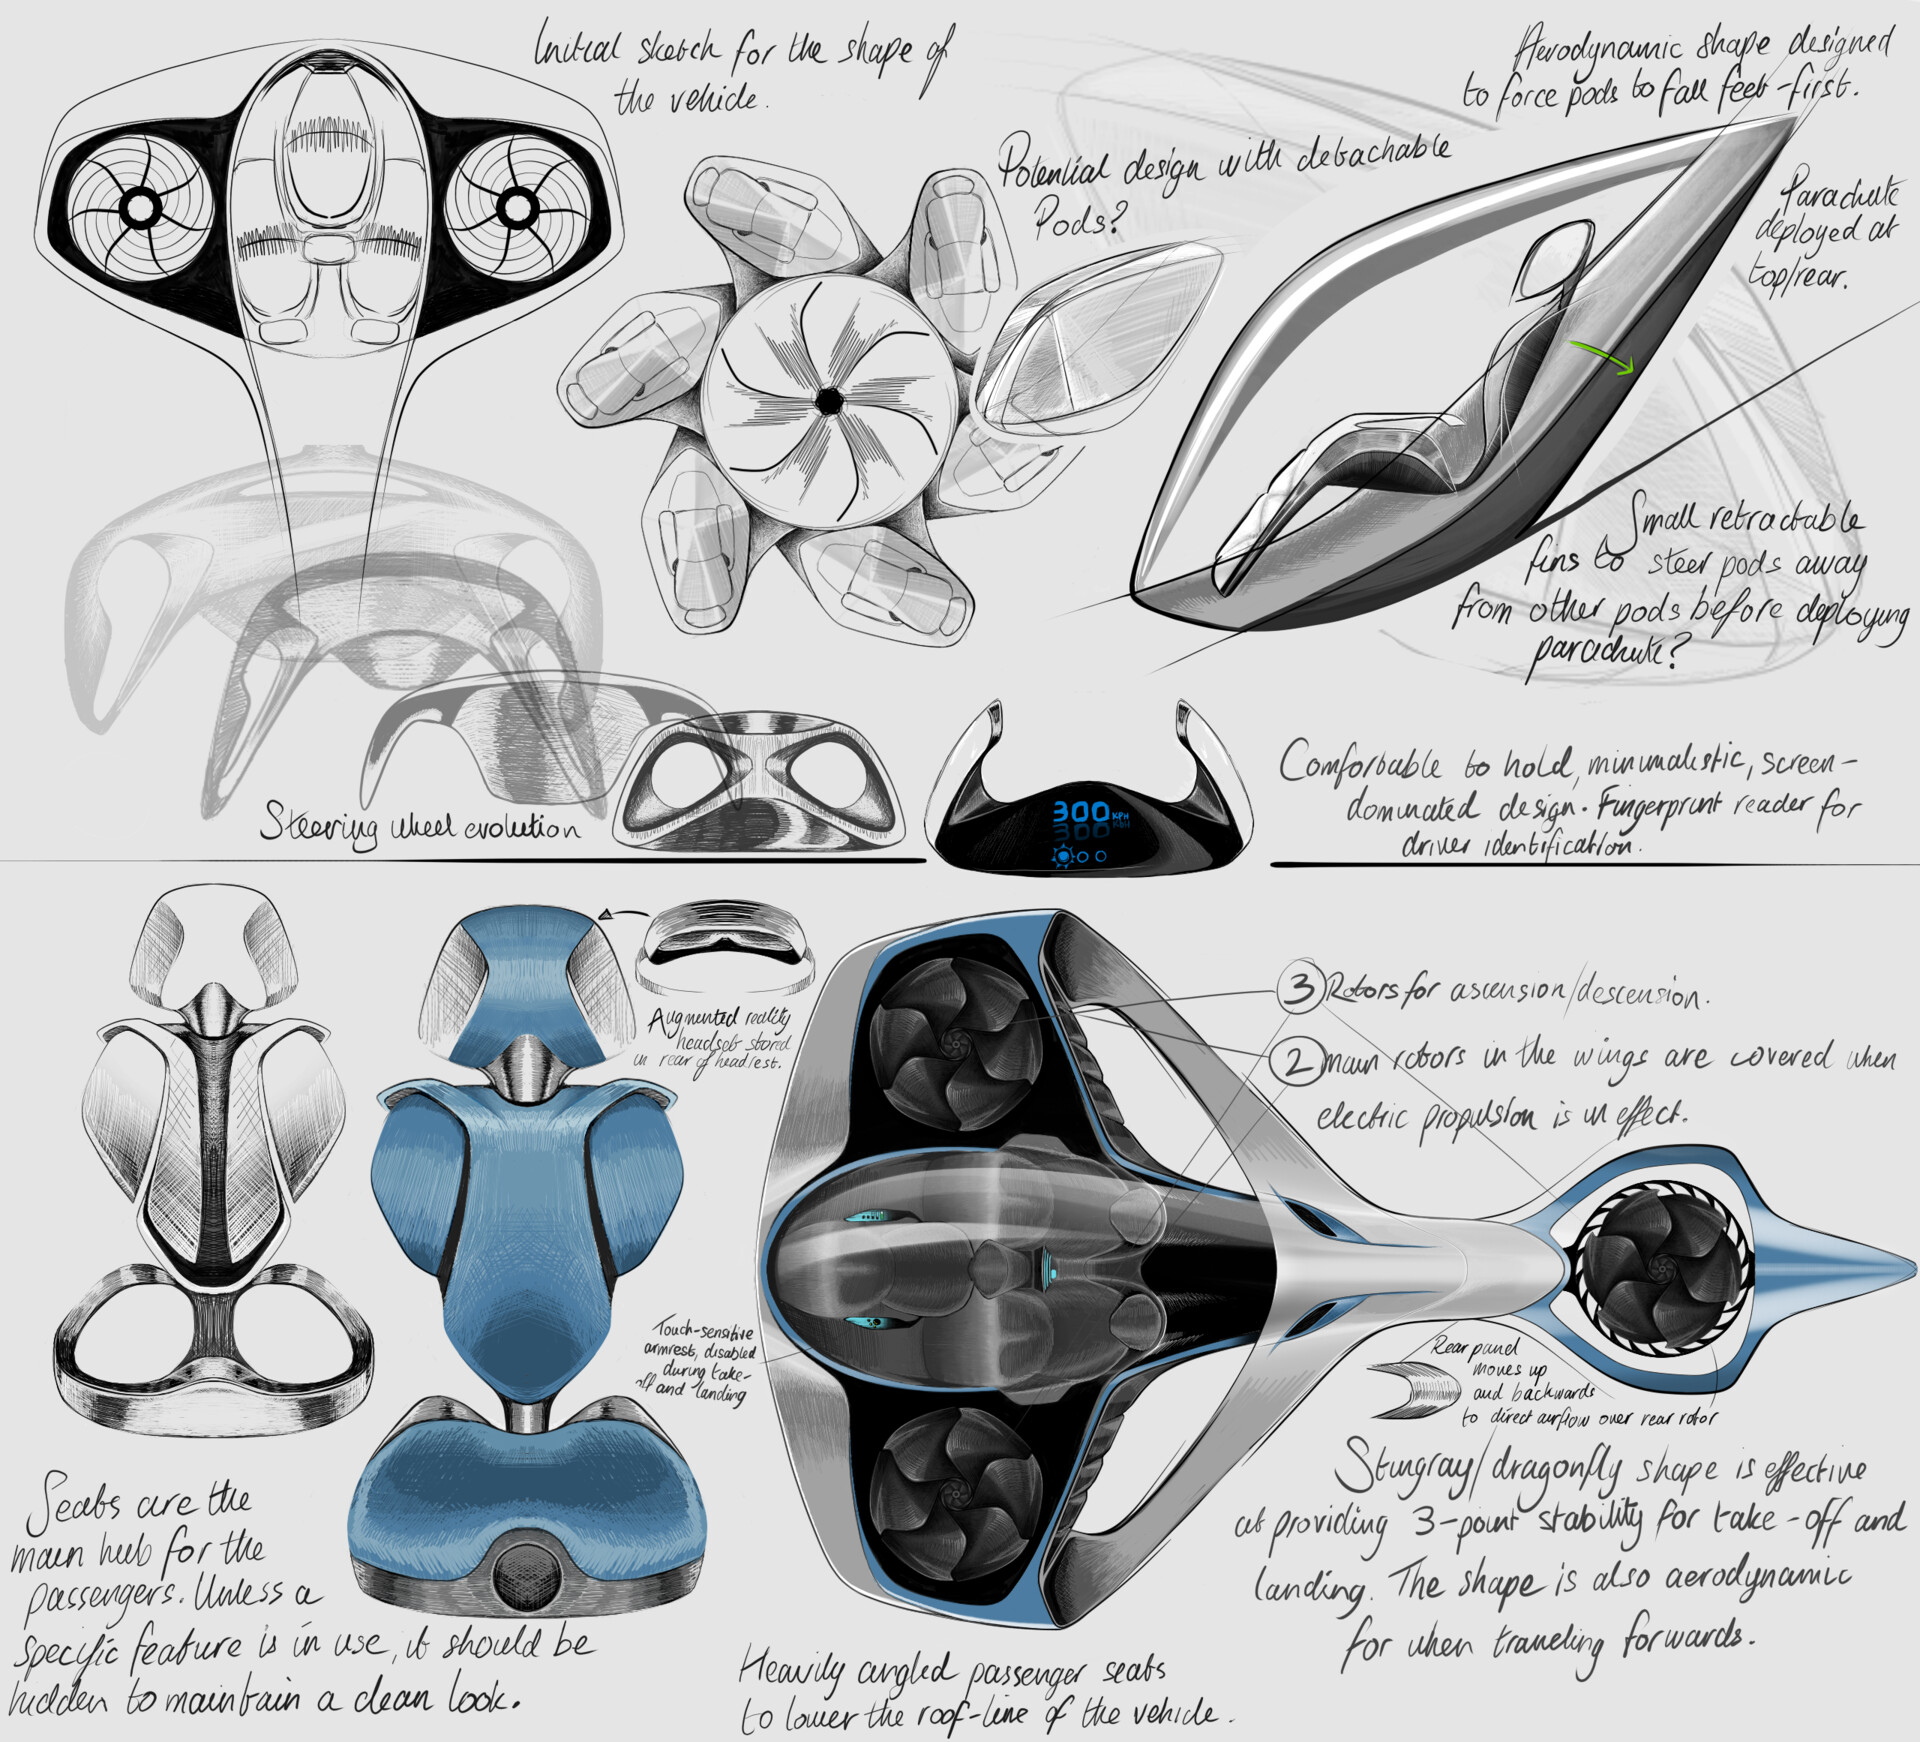 Initial sketch for the shape of
the vehicle.
Potential design with detachable
Pods?
Aerodynamic shape designed
to force pods to fall feet-first.
Parachute
deployed at
top/rear.
Small retractable
fins to steer pods away
from other pods before deploying
parachute?
Steering wheel evolution
300 KPH
Comfortable to hold, minimalistic, screen-
dominated design. Fingerprint reader for
driver identification.
Augmented reality
headset stored
in rear of headrest.
3 Rotors for ascension/descension.
2 main rotors in the wings are covered when
electric propulsion is in effect.
Touch-sensitive
armrest, disabled
during take-
off and landing
Rear panel
moves up
and backwards
to direct airflow over rear rotor
Stingray/dragonfly shape is effective
at providing 3-point stability for take-off and
landing. The shape is also aerodynamic
for when traveling forwards.
Seats are the
main hub for the
passengers. Unless a
specific feature is in use, it should be
hidden to maintain a clean look.
Heavily angled passenger seats
to lower the roof-line of the vehicle.